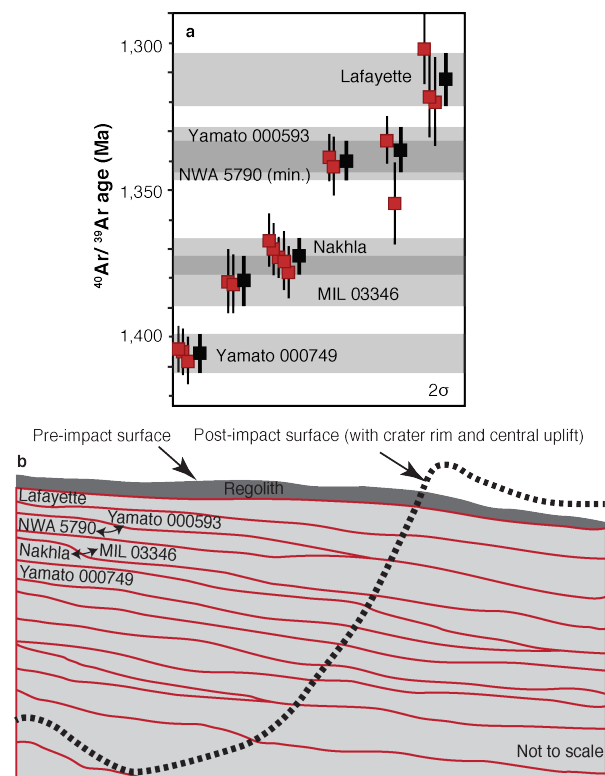 a
1,300
Lafayette
Yamato 000593
NWA 5790 (min.)
1,350
Nakhla
MIL 03346
1,400
Yamato 000749
2σ
40Ar/ 39Ar age (Ma)
Pre-impact surface
Post-impact surface (with crater rim and central uplift)
b
Regolith
Lafayette
NWA 5790
Yamato 000593
Nakhla
MIL 03346
Yamato 000749
Not to scale